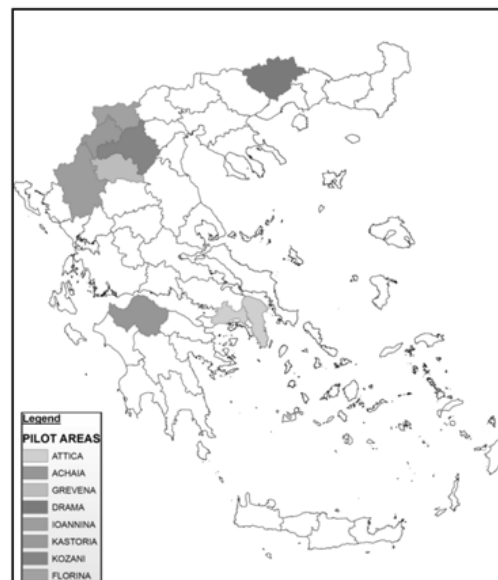 Legend
PILOT AREAS
ATTICA
ACHAIA
GREVENA
DRAMA
IOANNINA
KASTORIA
KOZANI
FLORINA